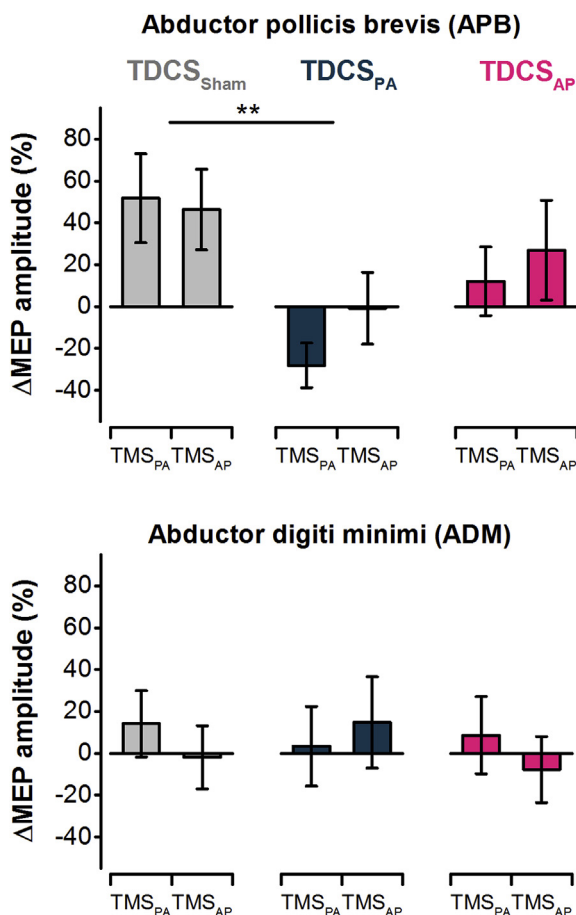 Abductor pollicis brevis (APB)
TDCSSham TDCSPA TDCSAP
**
ΔMEP amplitude (%)
80
60
40
20
0
-20
-40
TMSPA TMSAP TMSPA TMSAP TMSPA TMSAP
Abductor digiti minimi (ADM)
ΔMEP amplitude (%)
80
60
40
20
0
-20
-40
TMSPA TMSAP TMSPA TMSAP TMSPA TMSAP